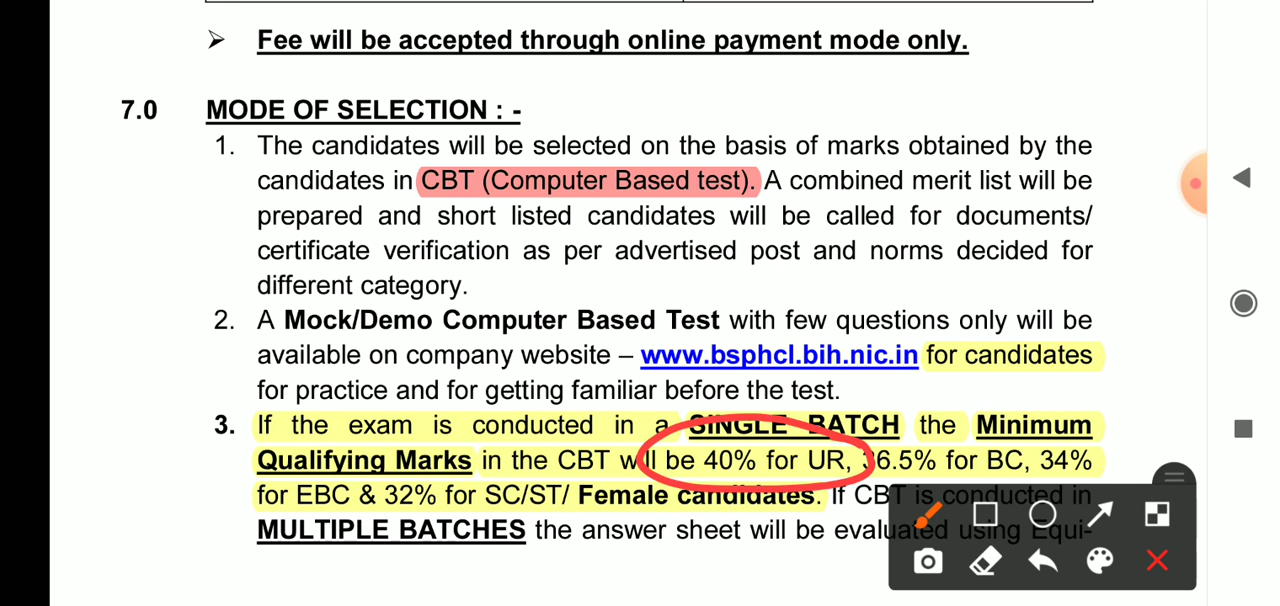 ➢ Fee will be accepted through online payment mode only.
7.0 MODE OF SELECTION : -
1. The candidates will be selected on the basis of marks obtained by the
candidates in CBT (Computer Based test). A combined merit list will be
prepared and short listed candidates will be called for documents/
certificate verification as per advertised post and norms decided for
different category.
2. A Mock/Demo Computer Based Test with few questions only will be
available on company website – www.bsphcl.bih.nic.in for candidates
for practice and for getting familiar before the test.
3. If the exam is conducted in a SINGLE BATCH the Minimum
Qualifying Marks in the CBT will be 40% for UR, 36.5% for BC, 34%
for EBC & 32% for SC/ST/ Female candidates. If CBT is conducted in
MULTIPLE BATCHES the answer sheet will be evaluated using Equi-